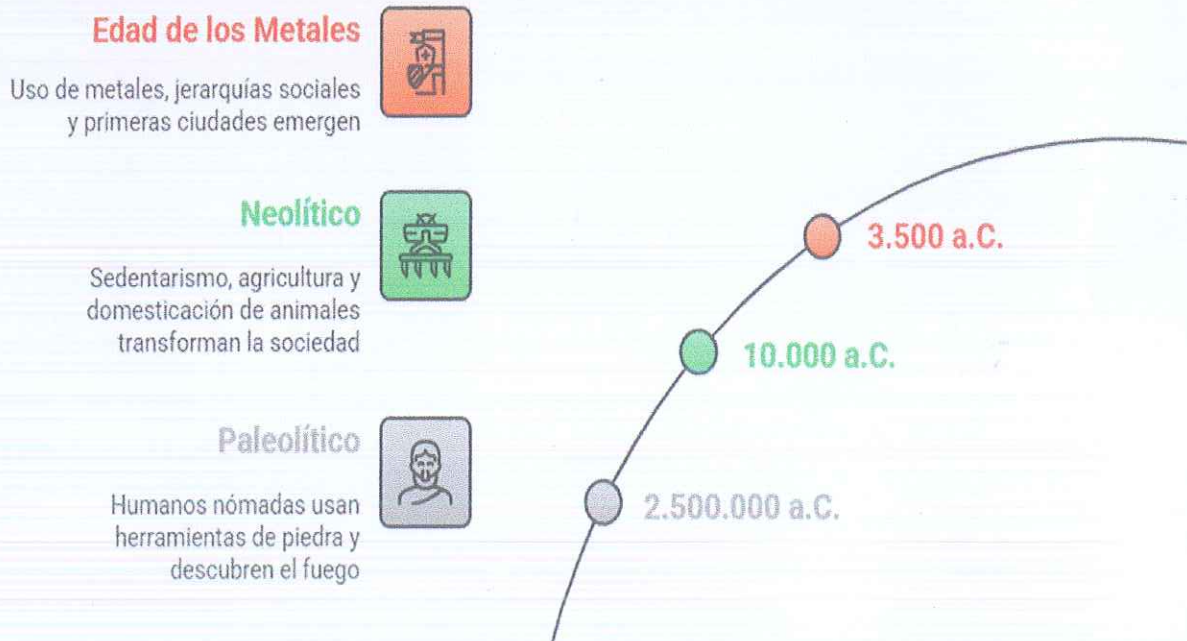 Edad de los Metales
Uso de metales, jerarquías sociales
y primeras ciudades emergen
3.500 a.C.
Neolítico
Sedentarismo, agricultura y
domesticación de animales
transforman la sociedad
10.000 a.C.
Paleolítico
Humanos nómadas usan
herramientas de piedra y
descubren el fuego
2.500.000 a.C.